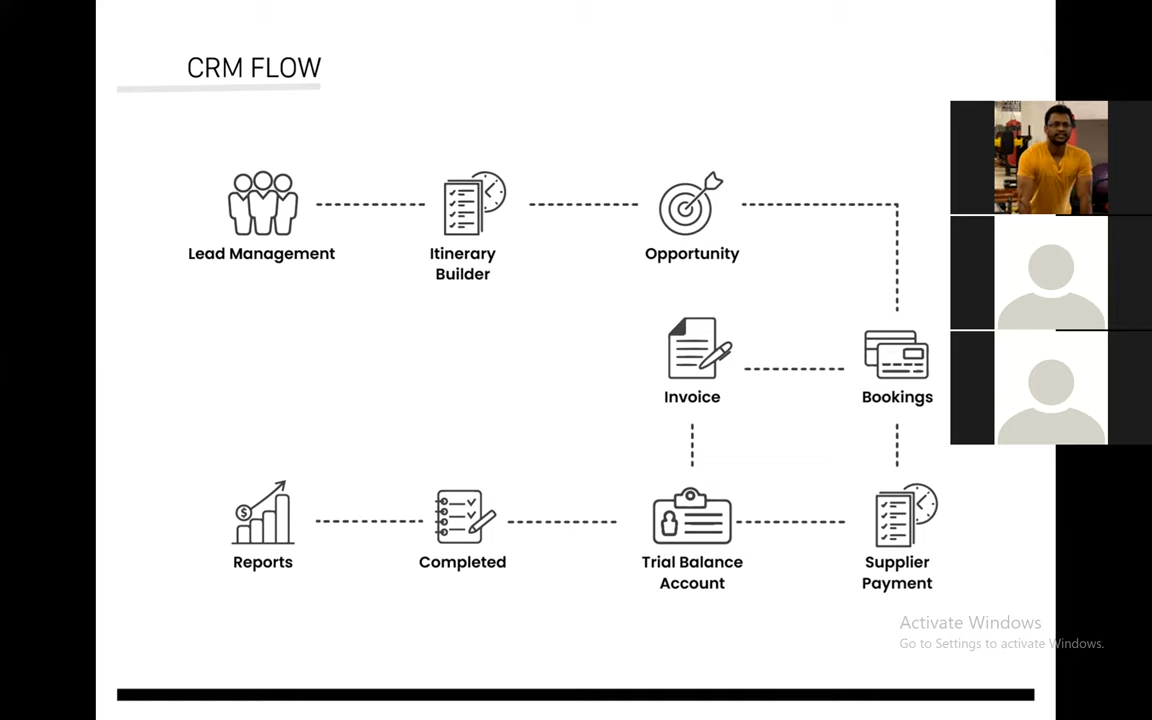 CRM FLOW
Lead Management
Itinerary
Builder
Opportunity
Invoice
Bookings
Reports
Completed
Trial Balance
Account
Supplier
Payment
Activate Windows
Go to Settings to activate Windows.